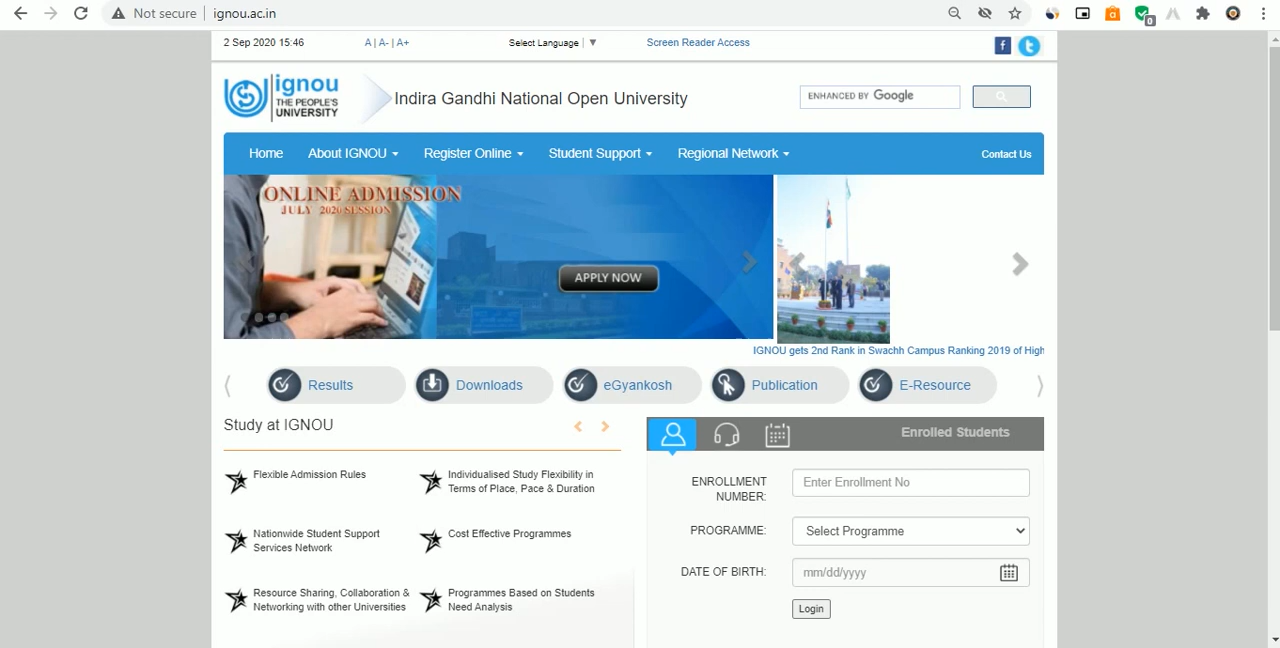 Not secure
ignou.ac.in
0
2 Sep 2020 15:46
A | A- | A+
Select Language
Screen Reader Access
ignou
THE PEOPLE'S
UNIVERSITY
Indira Gandhi National Open University
ENHANCED BY Google
Home
About IGNOU
Register Online
Student Support
Regional Network
Contact Us
ONLINE ADMISSION
JULY 2020 SESSION
APPLY NOW
IGNOU gets 2nd Rank in Swachh Campus Ranking 2019 of High
Results
Downloads
eGyankosh
Publication
E-Resource
Study at IGNOU
Enrolled Students
Flexible Admission Rules
Individualised Study Flexibility in
Terms of Place, Pace & Duration
Nationwide Student Support
Services Network
Cost Effective Programmes
Resource Sharing, Collaboration &
Networking with other Universities
Programmes Based on Students
Need Analysis
ENROLLMENT
NUMBER:
Enter Enrollment No
PROGRAMME:
Select Programme
DATE OF BIRTH:
mm/dd/yyyy
Login